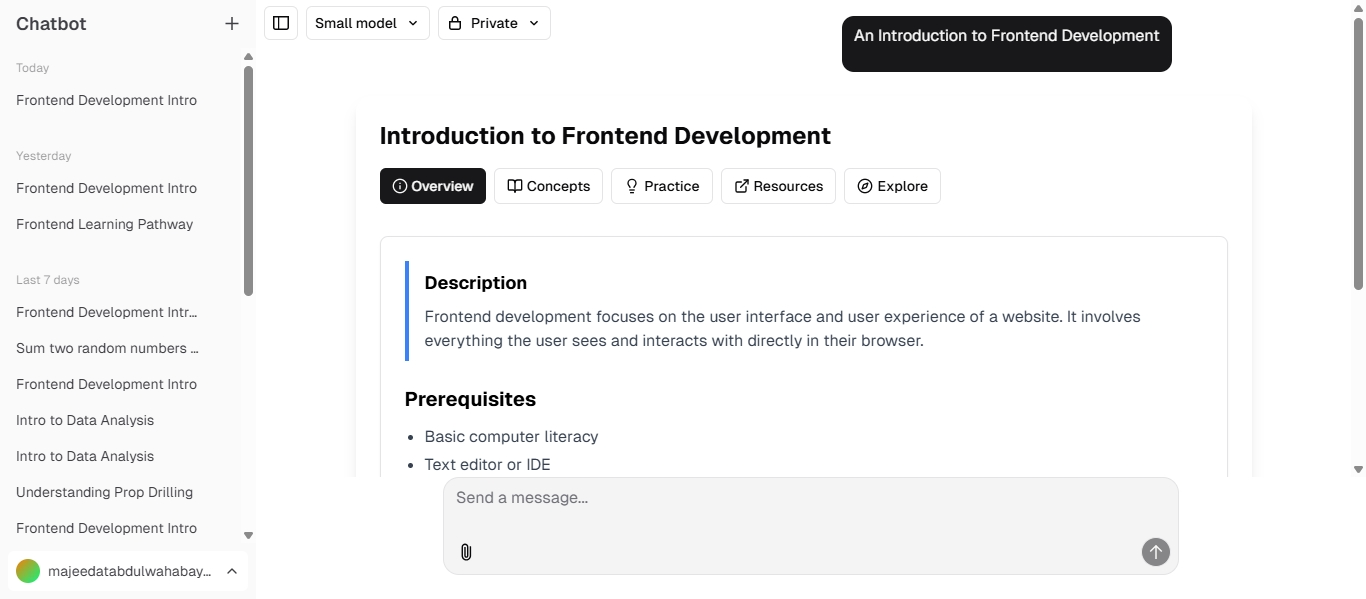 Chatbot
Today
Frontend Development Intro
Yesterday
Frontend Development Intro
Frontend Learning Pathway
Last 7 days
Frontend Development Intr...
Sum two random numbers ...
Frontend Development Intro
Intro to Data Analysis
Intro to Data Analysis
Understanding Prop Drilling
Frontend Development Intro
majeedatabdulwahabay...
Small model
Private
An Introduction to Frontend Development
Introduction to Frontend Development
Overview
Concepts
Practice
Resources
Explore
Description
Frontend development focuses on the user interface and user experience of a website. It involves
everything the user sees and interacts with directly in their browser.
Prerequisites
• Basic computer literacy
• Text editor or IDE
Send a message...